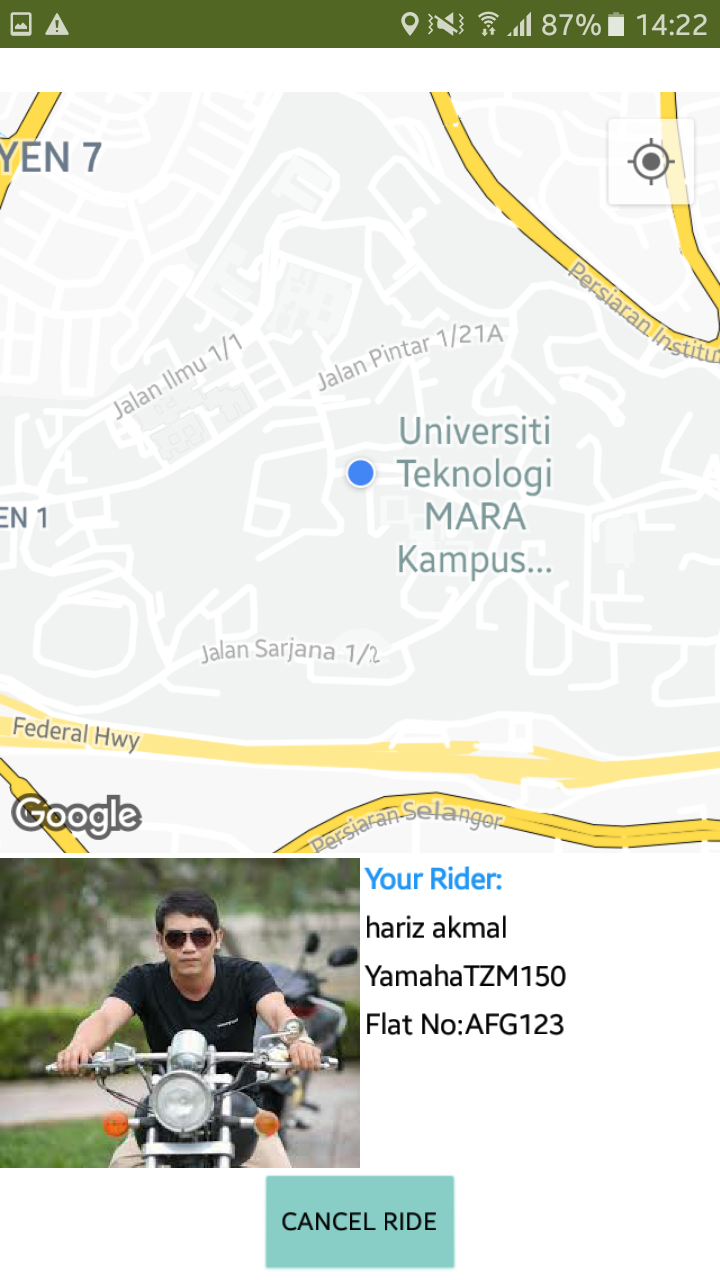 87% 14:22
YEN 7
Persiaran Institu
Jalan Ilmu 1/1
Jalan Pintar 1/21A
Universiti
Teknologi
MARA
Kampus...
EN 1
Jalan Sarjana 1/2
Federal Hwy
Google
Persiaran Selangor
Your Rider:
hariz akmal
YamahaTZM150
Flat No:AFG123
CANCEL RIDE